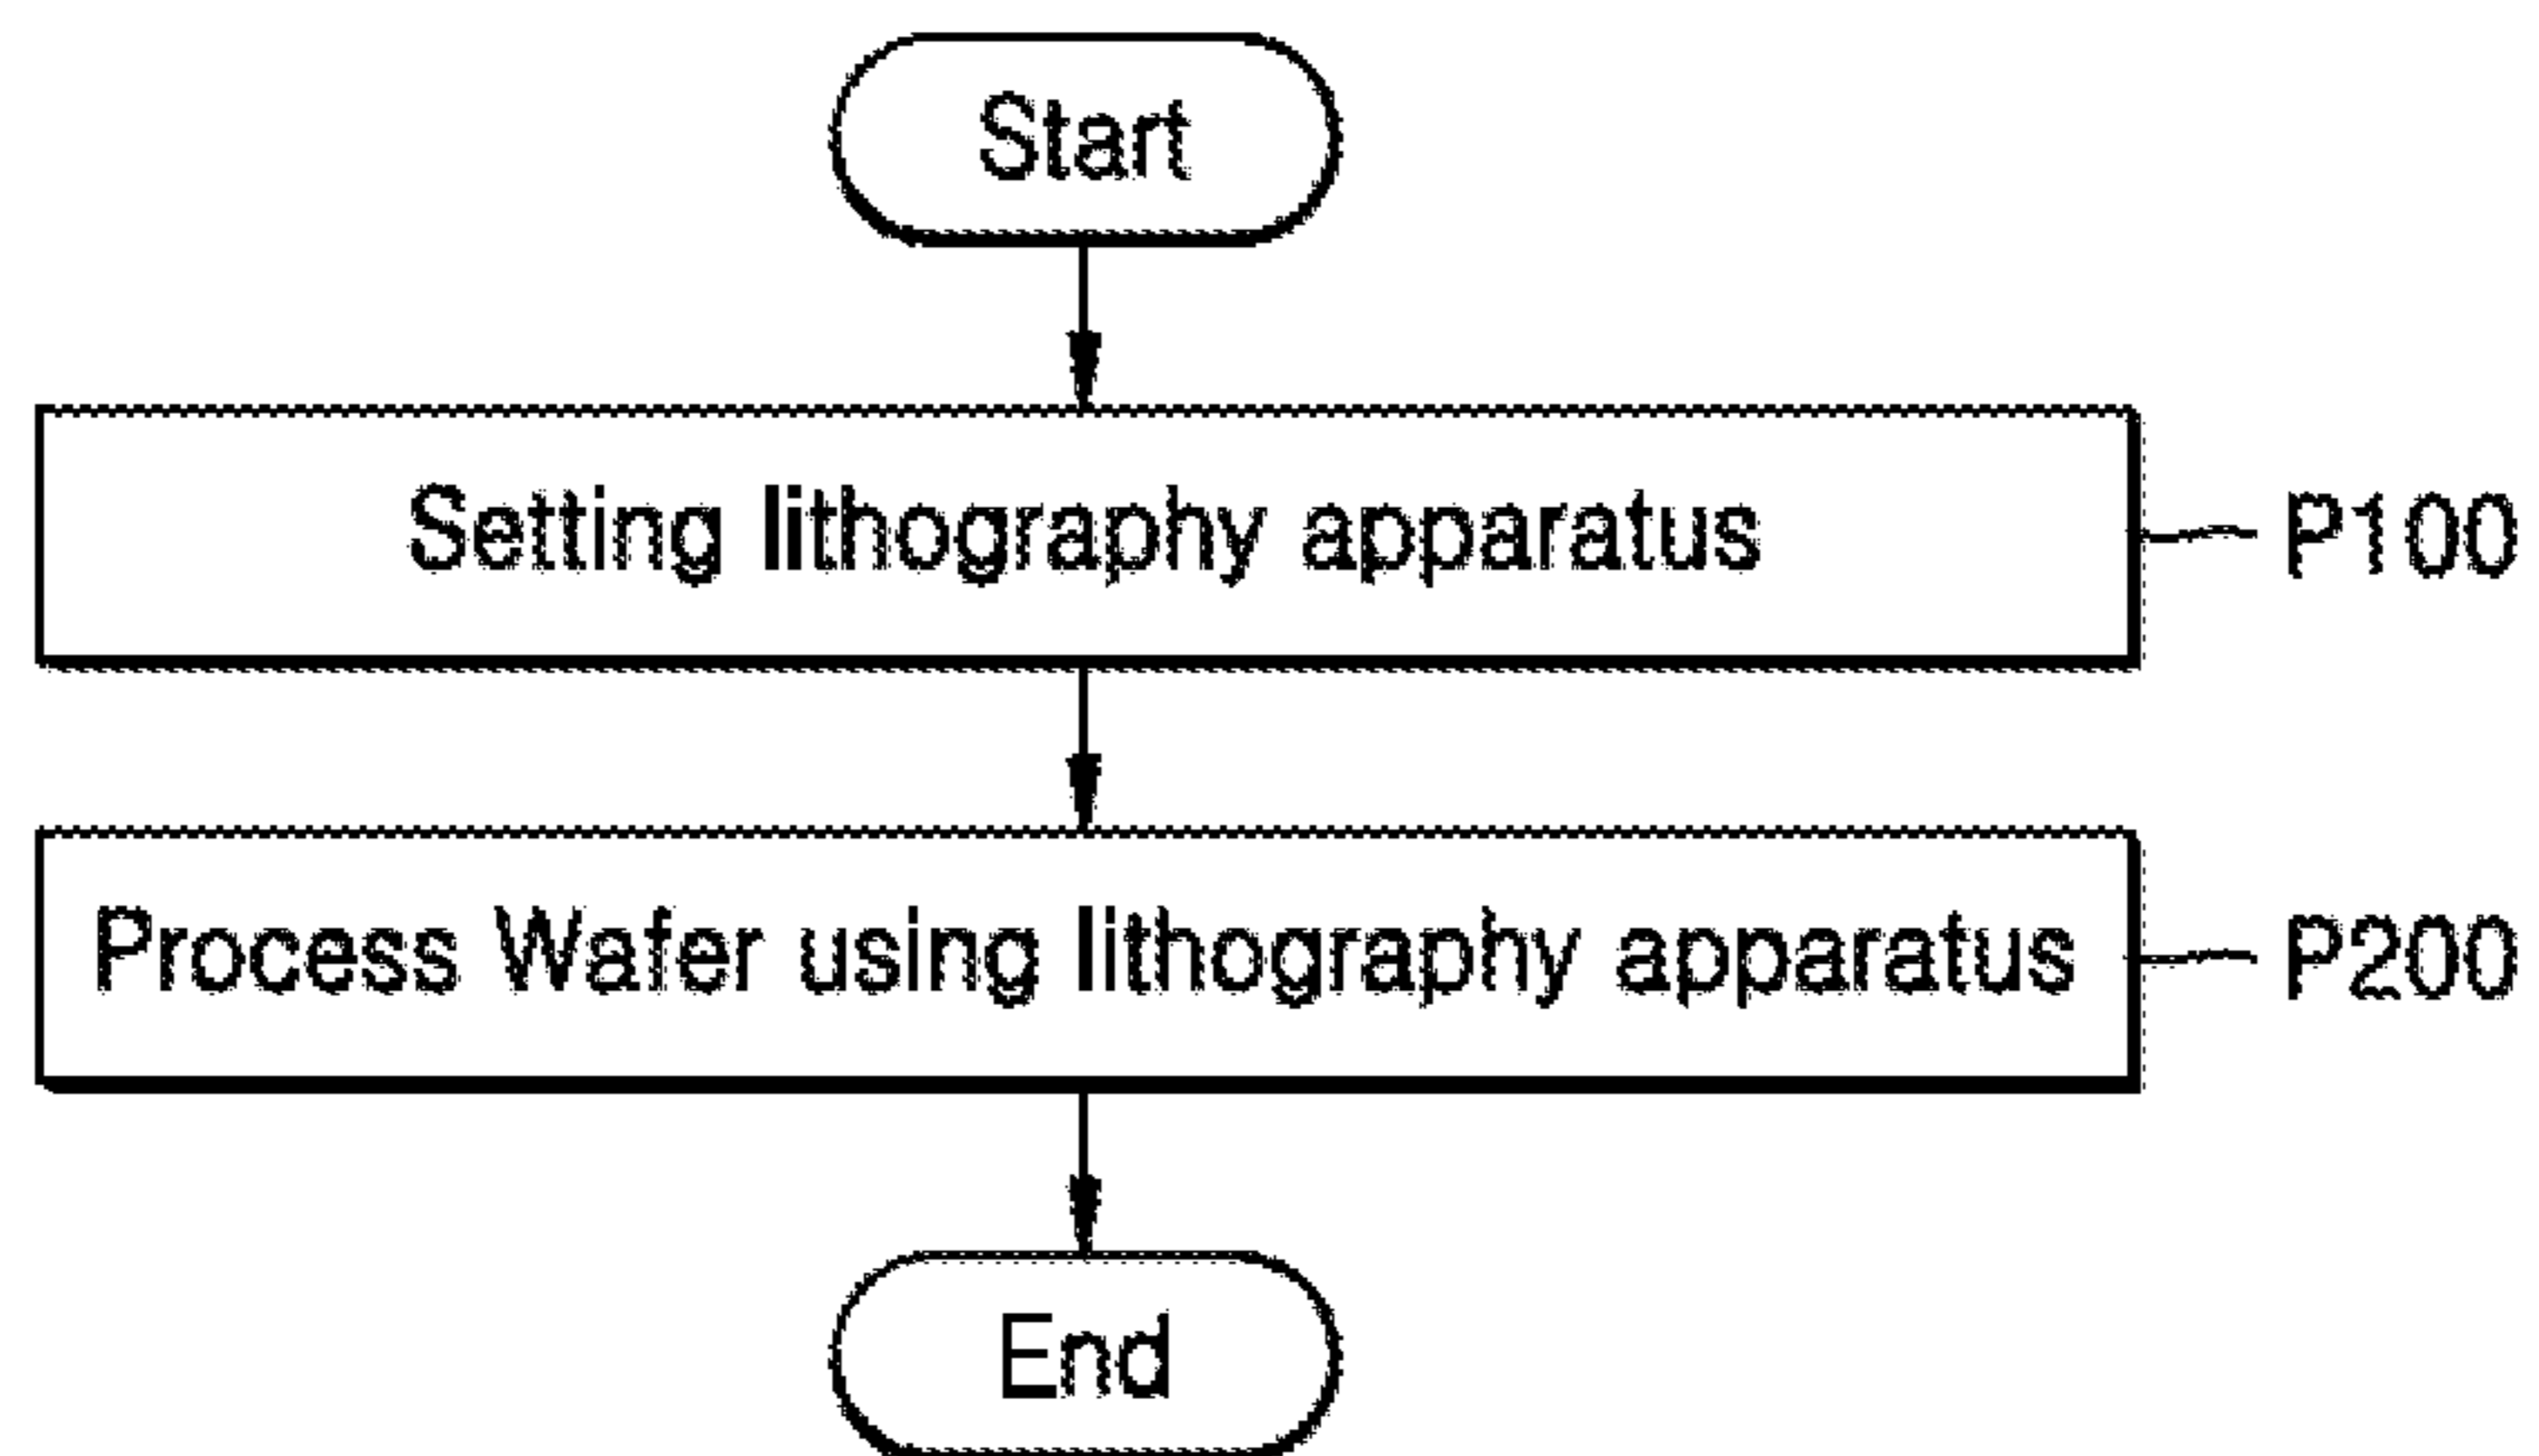 Start
Setting lithography apparatus
P100
Process Wafer using lithography apparatus
P200
End